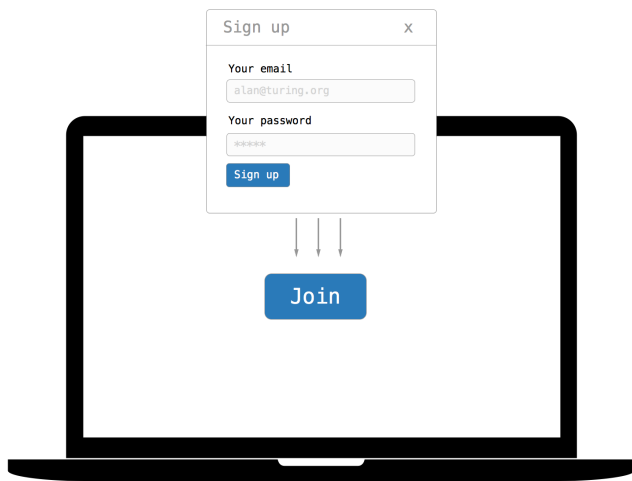 Sign up x
Your email
alan@turing.org
Your password
*****
Sign up
Join